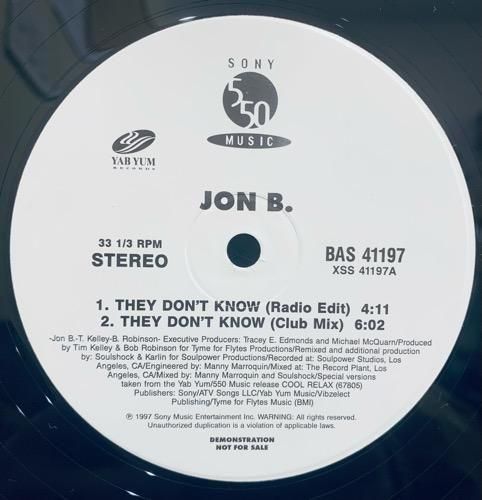 SONY
550
MUSIC
YAB YUM
RECORDS
JON B.
33 1/3 RPM
STEREO
BAS 41197
XSS 41197A
1. THEY DON'T KNOW (Radio Edit) 4:11
2. THEY DON'T KNOW (Club Mix) 6:02
-Jon B.-T. Kelley-B. Robinson- Executive Producers: Tracey E. Edmonds and Michael McQuarn/Produced
by Tim Kelley & Bob Robinson for Tyme for Flytes Productions/Remixed and additional production
by: Soulshock & Karlin for Soulpower Productions/Recorded at: Soulpower Studios, Los
Angeles, CA/Engineered by: Manny Marroquin/Mixed at: The Record Plant, Los
Angeles, CA/Mixed by: Manny Marroquin and Soulshock/Special versions
taken from the Yab Yum/550 Music release COOL RELAX (67805)
Publishers: Sony/ATV Songs LLC/Yab Yum Music/Vibzelect
Publishing/Tyme for Flytes Music (BMI)
℗ 1997 Sony Music Entertainment Inc. WARNING: All rights reserved.
Unauthorized duplication is a violation of applicable laws.
DEMONSTRATION
NOT FOR SALE